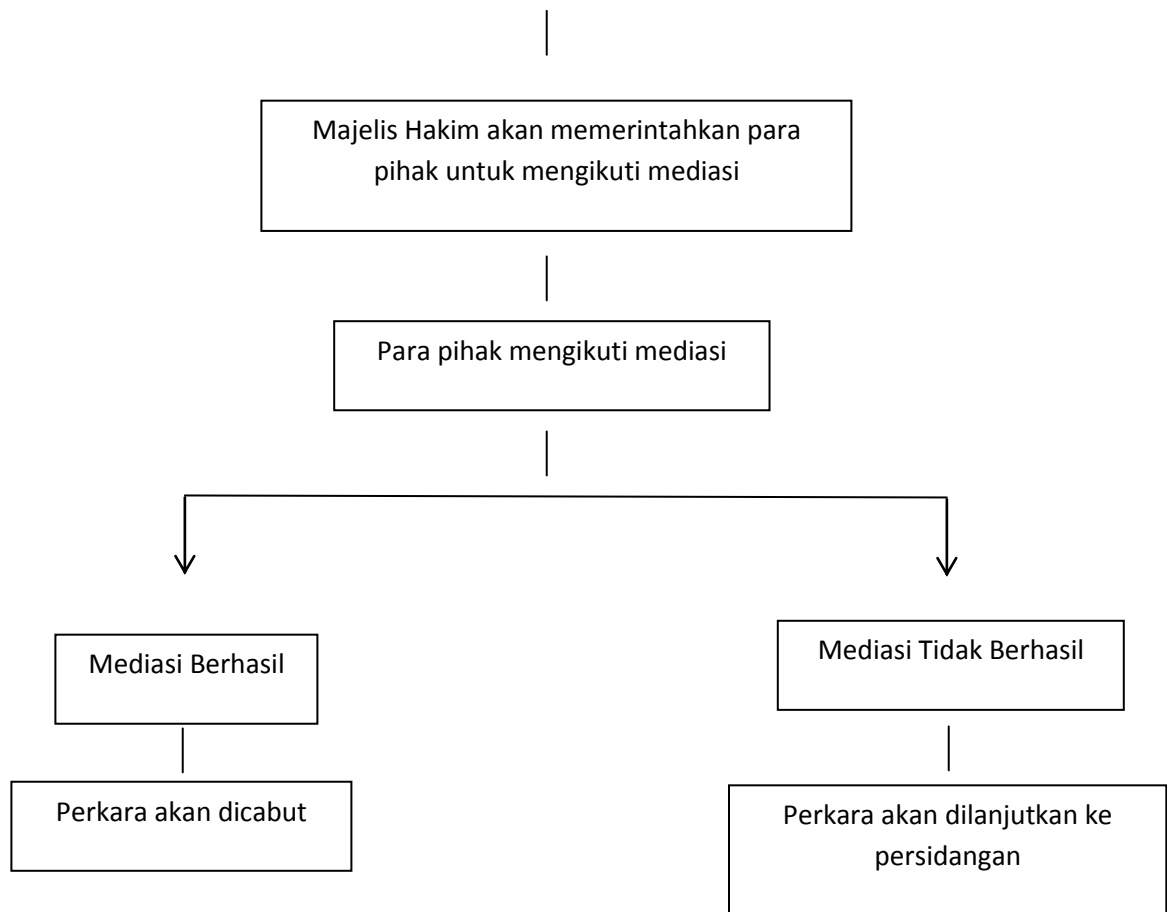 Majelis Hakim akan memerintahkan para
pihak untuk mengikuti mediasi
Para pihak mengikuti mediasi
Mediasi Berhasil
Mediasi Tidak Berhasil
Perkara akan dicabut
Perkara akan dilanjutkan ke
persidangan